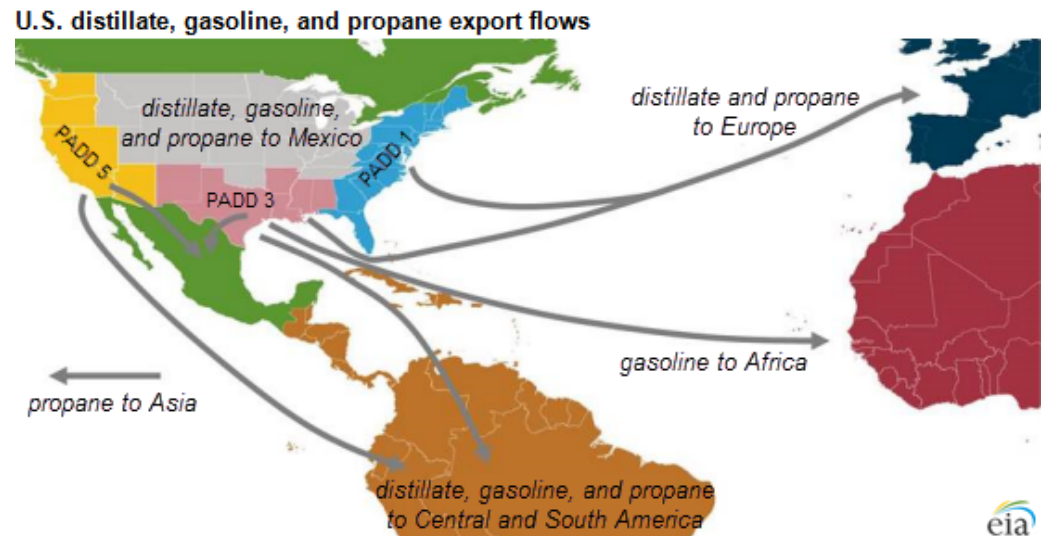 U.S. distillate, gasoline, and propane export flows
distillate, gasoline,
and propane to Mexico
distillate and propane
to Europe
PADD 5
PADD 1
PADD 3
gasoline to Africa
propane to Asia
distillate, gasoline, and propane
to Central and South America
eia